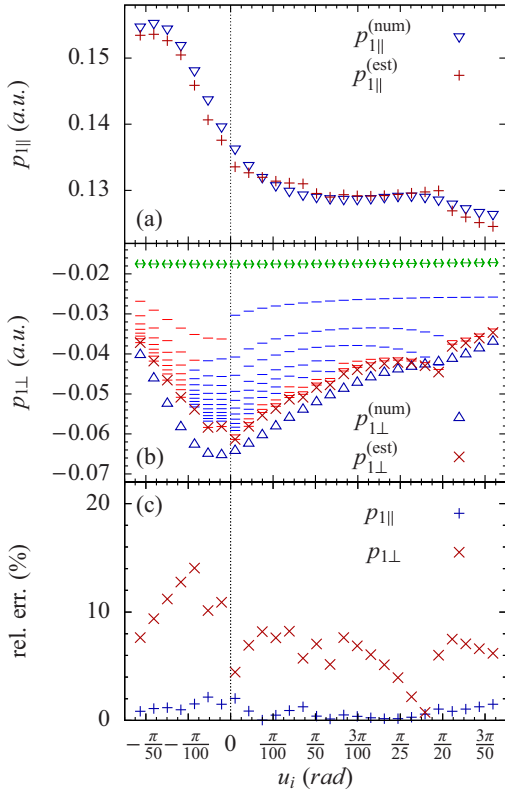 0.15
0.14
0.13
p₁∥ (a.u.)
p₁∥^(num)
p₁∥^(est)
(a)
−0.02
−0.03
−0.04
−0.05
−0.06
−0.07
p₁⊥ (a.u.)
p₁⊥^(num)
p₁⊥^(est)
(b)
20
10
0
rel. err. (%)
(c)
p₁∥
p₁⊥
−π/50 −π/100 0 π/100 π/50 3π/100 π/25 π/20 3π/50
uᵢ (rad)